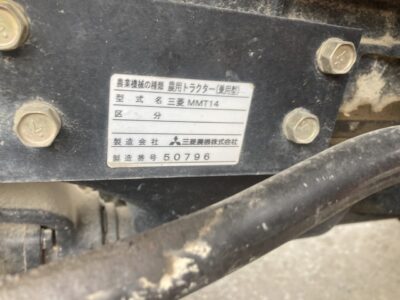 農業機械の種類 農用トラクター(乗用型)
型式名 三菱 MMT14
区分
製造会社 三菱農機株式会社
製造番号 50796